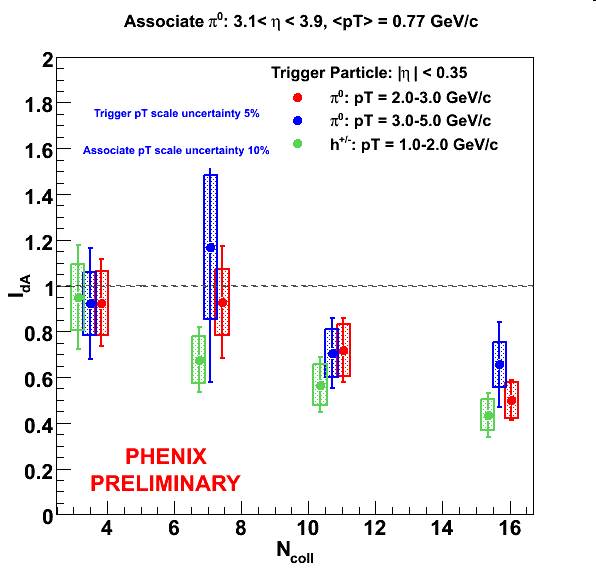 Associate π⁰: 3.1< η < 3.9, <pT> = 0.77 GeV/c
Trigger Particle: |η | < 0.35
π⁰: pT = 2.0-3.0 GeV/c
π⁰: pT = 3.0-5.0 GeV/c
h⁺/⁻: pT = 1.0-2.0 GeV/c
Trigger pT scale uncertainty 5%
Associate pT scale uncertainty 10%
PHENIX
PRELIMINARY
I_dA
2
1.8
1.6
1.4
1.2
1
0.8
0.6
0.4
0.2
0
4 6 8 10 12 14 16
N_coll